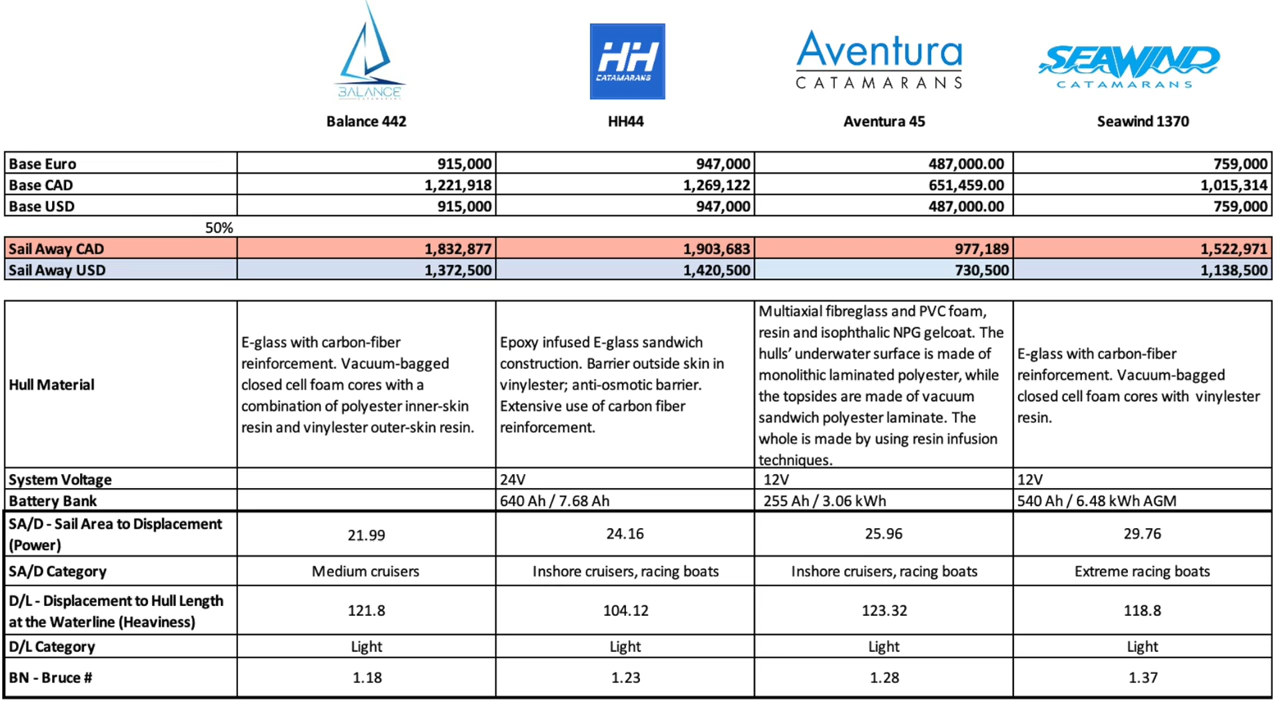 BALANCE
CATAMARANS
HH
CATAMARANS
Aventura
CATAMARANS
SEAWIND
CATAMARANS
Balance 442 HH44 Aventura 45 Seawind 1370
Base Euro 915,000 947,000 487,000.00 759,000
Base CAD 1,221,918 1,269,122 651,459.00 1,015,314
Base USD 915,000 947,000 487,000.00 759,000
50%
Sail Away CAD 1,832,877 1,903,683 977,189 1,522,971
Sail Away USD 1,372,500 1,420,500 730,500 1,138,500
Hull Material
E-glass with carbon-fiber
reinforcement. Vacuum-bagged
closed cell foam cores with a
combination of polyester inner-skin
resin and vinylester outer-skin resin.
Epoxy infused E-glass sandwich
construction. Barrier outside skin in
vinylester; anti-osmotic barrier.
Extensive use of carbon fiber
reinforcement.
Multiaxial fibreglass and PVC foam,
resin and isophthalic NPG gelcoat. The
hulls’ underwater surface is made of
monolithic laminated polyester, while
the topsides are made of vacuum
sandwich polyester laminate. The
whole is made by using resin infusion
techniques.
E-glass with carbon-fiber
reinforcement. Vacuum-bagged
closed cell foam cores with vinylester
resin.
System Voltage 24V 12V 12V
Battery Bank 640 Ah / 7.68 Ah 255 Ah / 3.06 kWh 540 Ah / 6.48 kWh AGM
SA/D - Sail Area to Displacement
(Power)
21.99 24.16 25.96 29.76
SA/D Category Medium cruisers Inshore cruisers, racing boats Inshore cruisers, racing boats Extreme racing boats
D/L - Displacement to Hull Length
at the Waterline (Heaviness)
121.8 104.12 123.32 118.8
D/L Category Light Light Light Light
BN - Bruce # 1.18 1.23 1.28 1.37